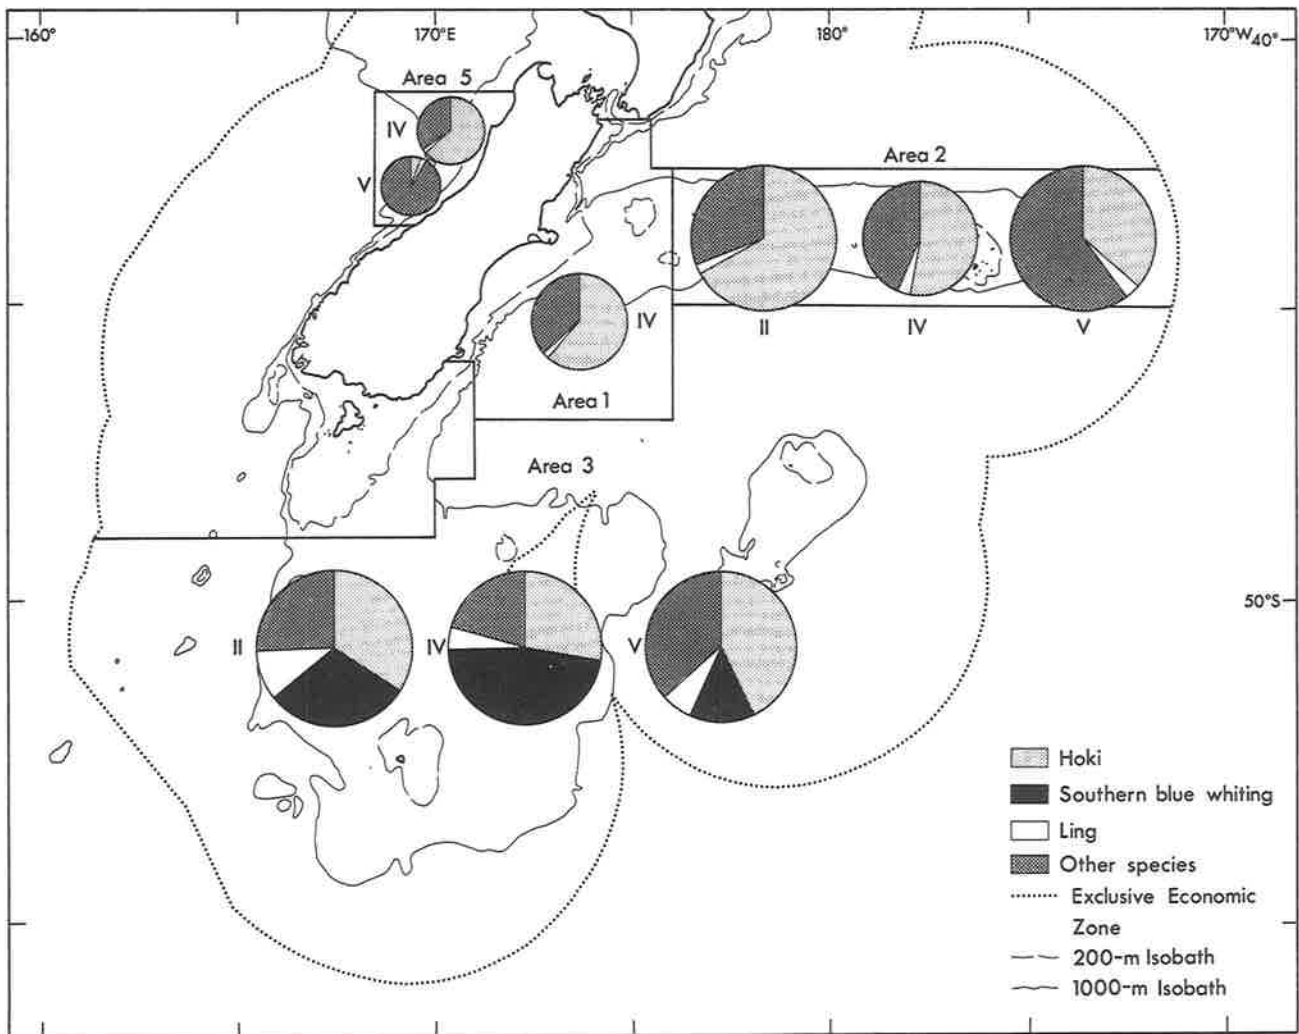 160° 170°E 180° 170°W 40°
Area 5
IV
V
Area 2
II IV V
IV
Area 1
Area 3
50°S
II IV V
Hoki
Southern blue whiting
Ling
Other species
Exclusive Economic
Zone
200-m Isobath
1000-m Isobath